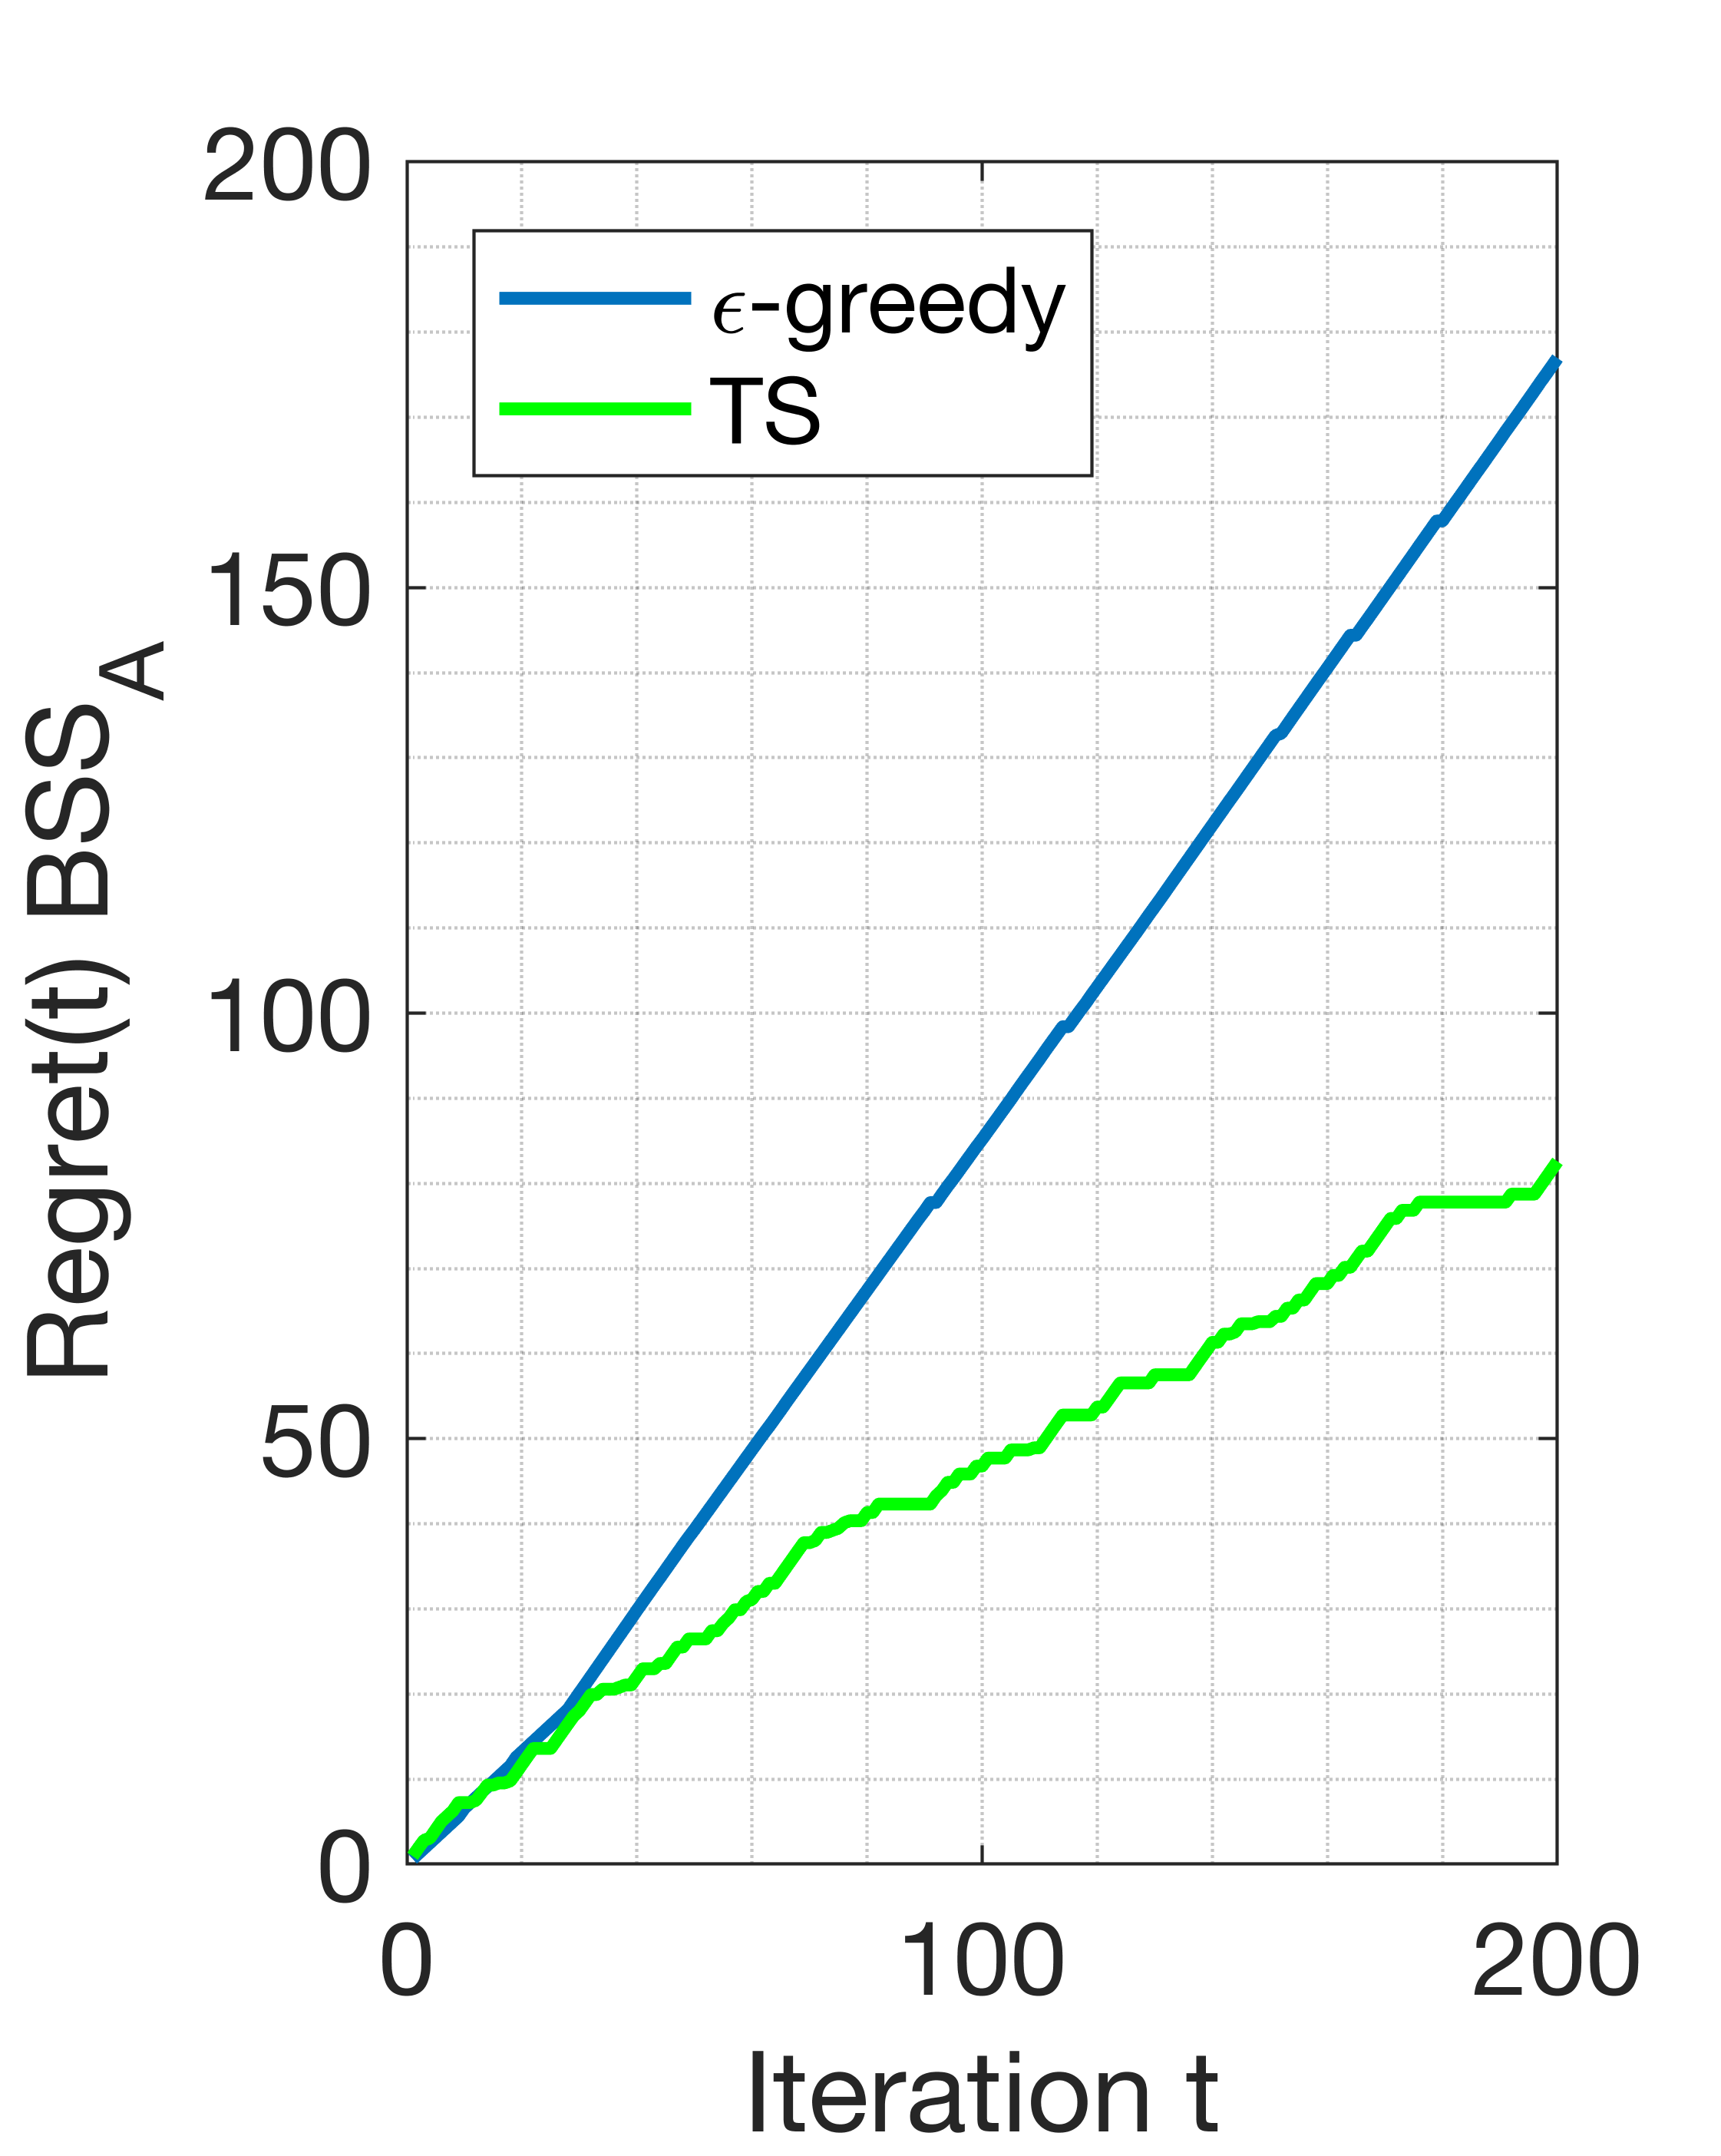 200
150
100
50
0
0 100 200
Iteration t
Regret(t) BSS_A
ϵ-greedy
TS